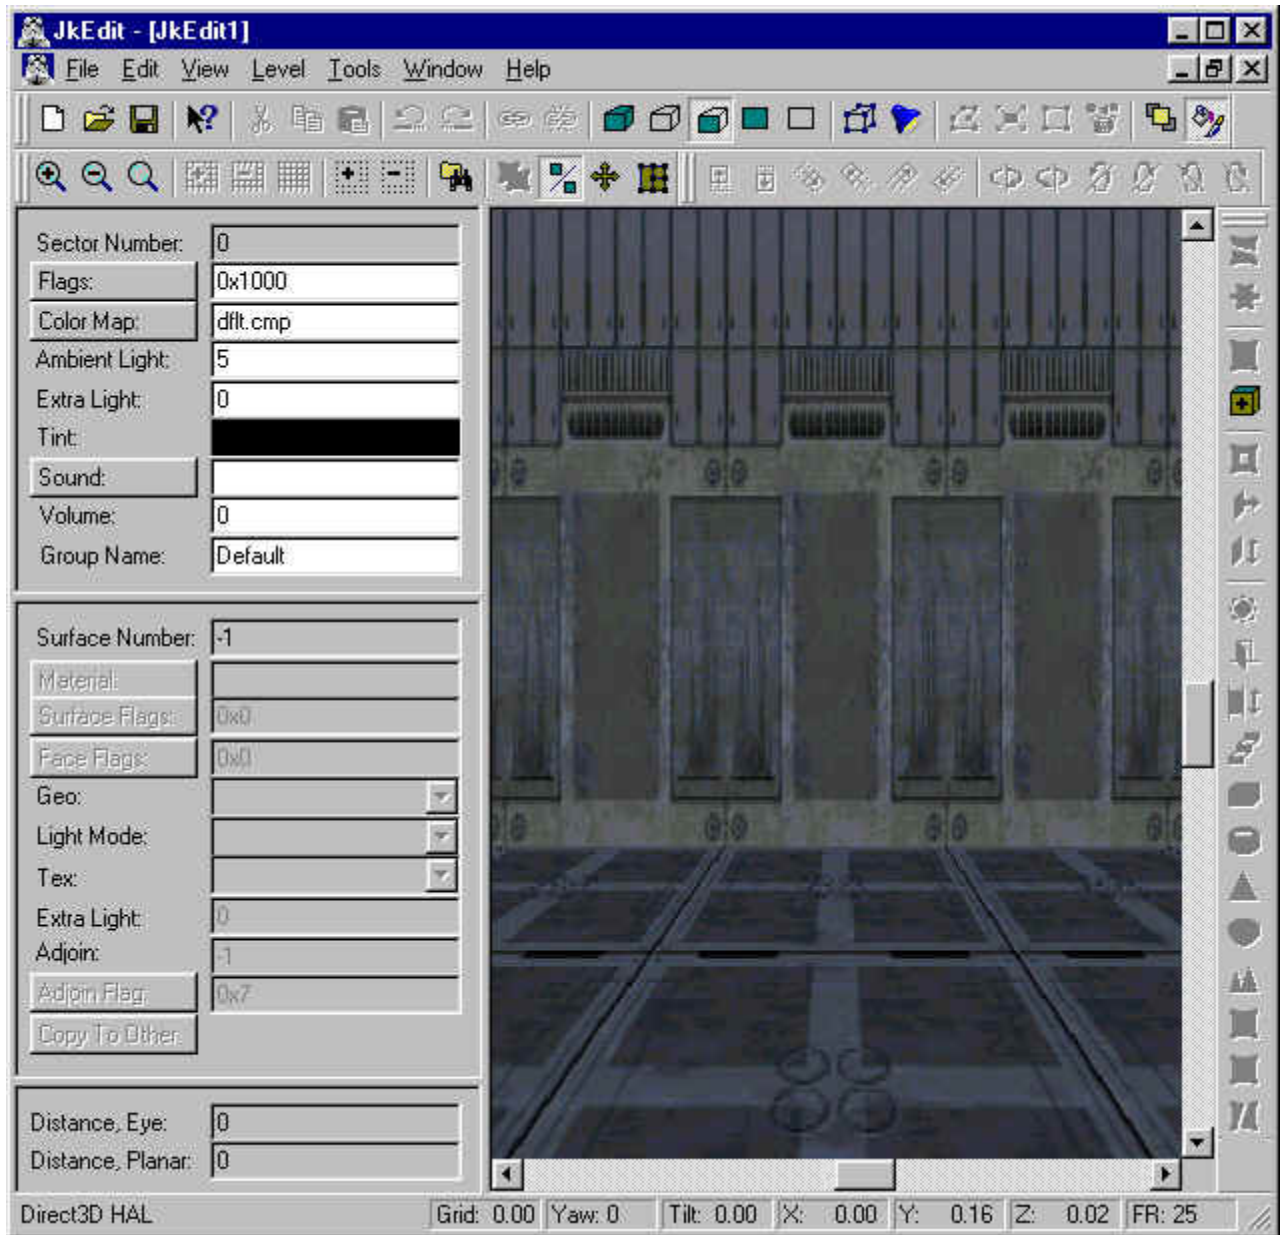 JkEdit - [JkEdit1]
File Edit View Level Tools Window Help
Sector Number: 0
Flags: 0x1000
Color Map: dflt.cmp
Ambient Light: 5
Extra Light: 0
Tint:
Sound:
Volume: 0
Group Name: Default
Surface Number: -1
Material:
Surface Flags: 0x0
Face Flags: 0x0
Geo:
Light Mode:
Tex:
Extra Light: 0
Adjoin: -1
Adjoin Flag: 0x7
Copy To Other:
Distance, Eye: 0
Distance, Planar: 0
Direct3D HAL Grid: 0.00 Yaw: 0 Tilt: 0.00 X: 0.00 Y: 0.16 Z: 0.02 FR: 25